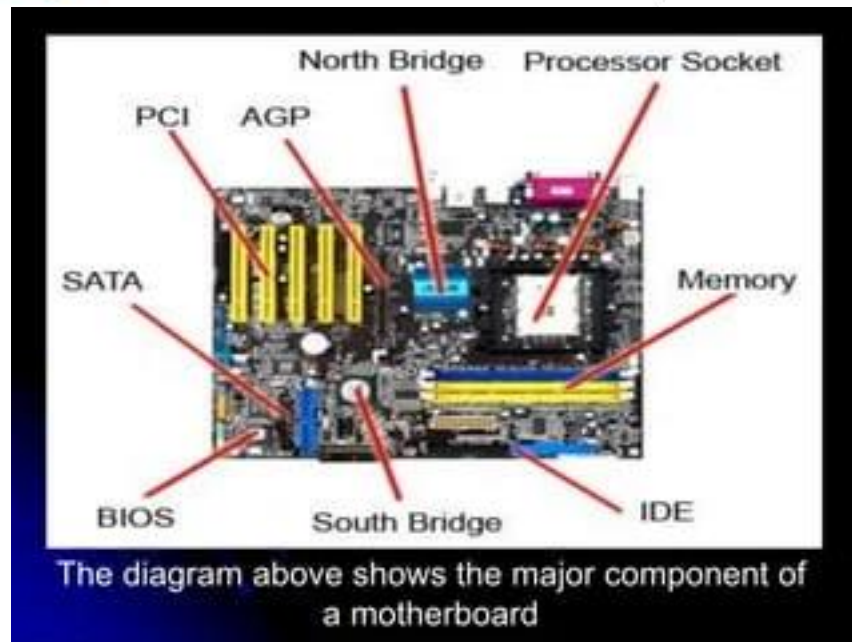 North Bridge Processor Socket
PCI AGP
SATA
Memory
BIOS
South Bridge
IDE
The diagram above shows the major component of
a motherboard